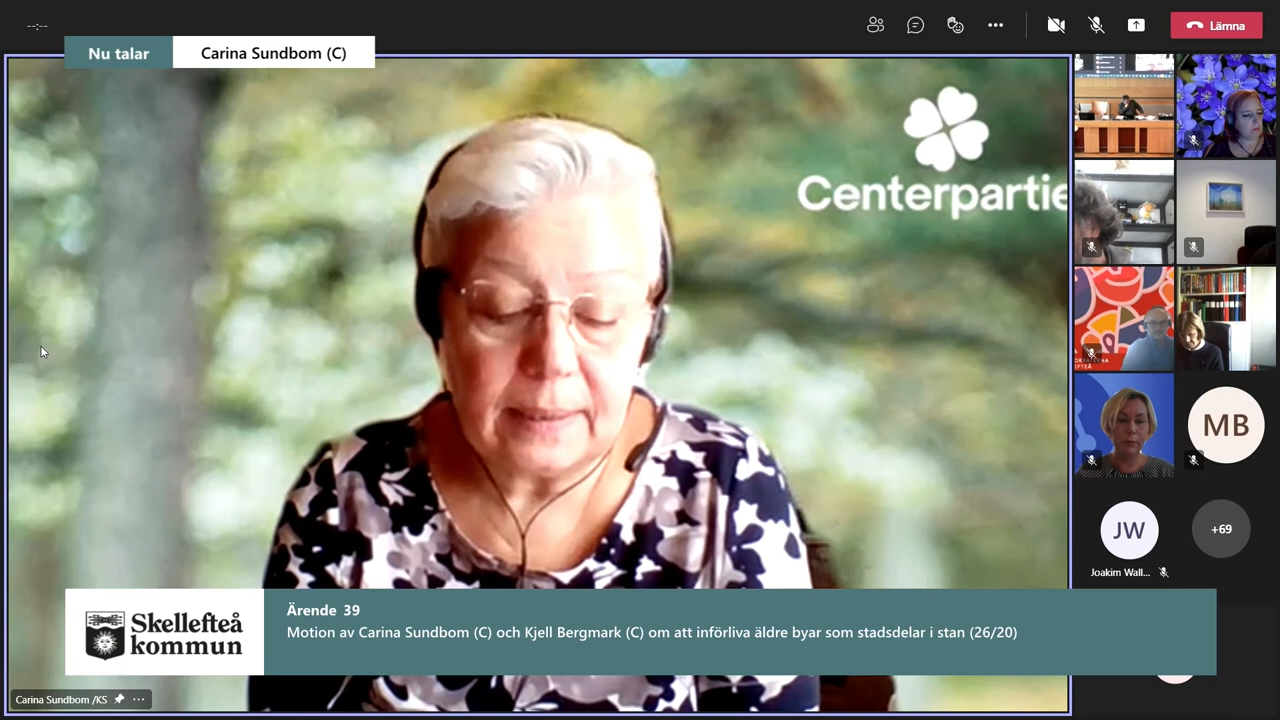 --:--
Lämna
Nu talar
Carina Sundbom (C)
Centerpartie
MB
JW
+69
Joakim Wall...
Skellefteå
kommun
Ärende 39
Motion av Carina Sundbom (C) och Kjell Bergmark (C) om att införliva äldre byar som stadsdelar i stan (26/20)
Carina Sundbom /KS